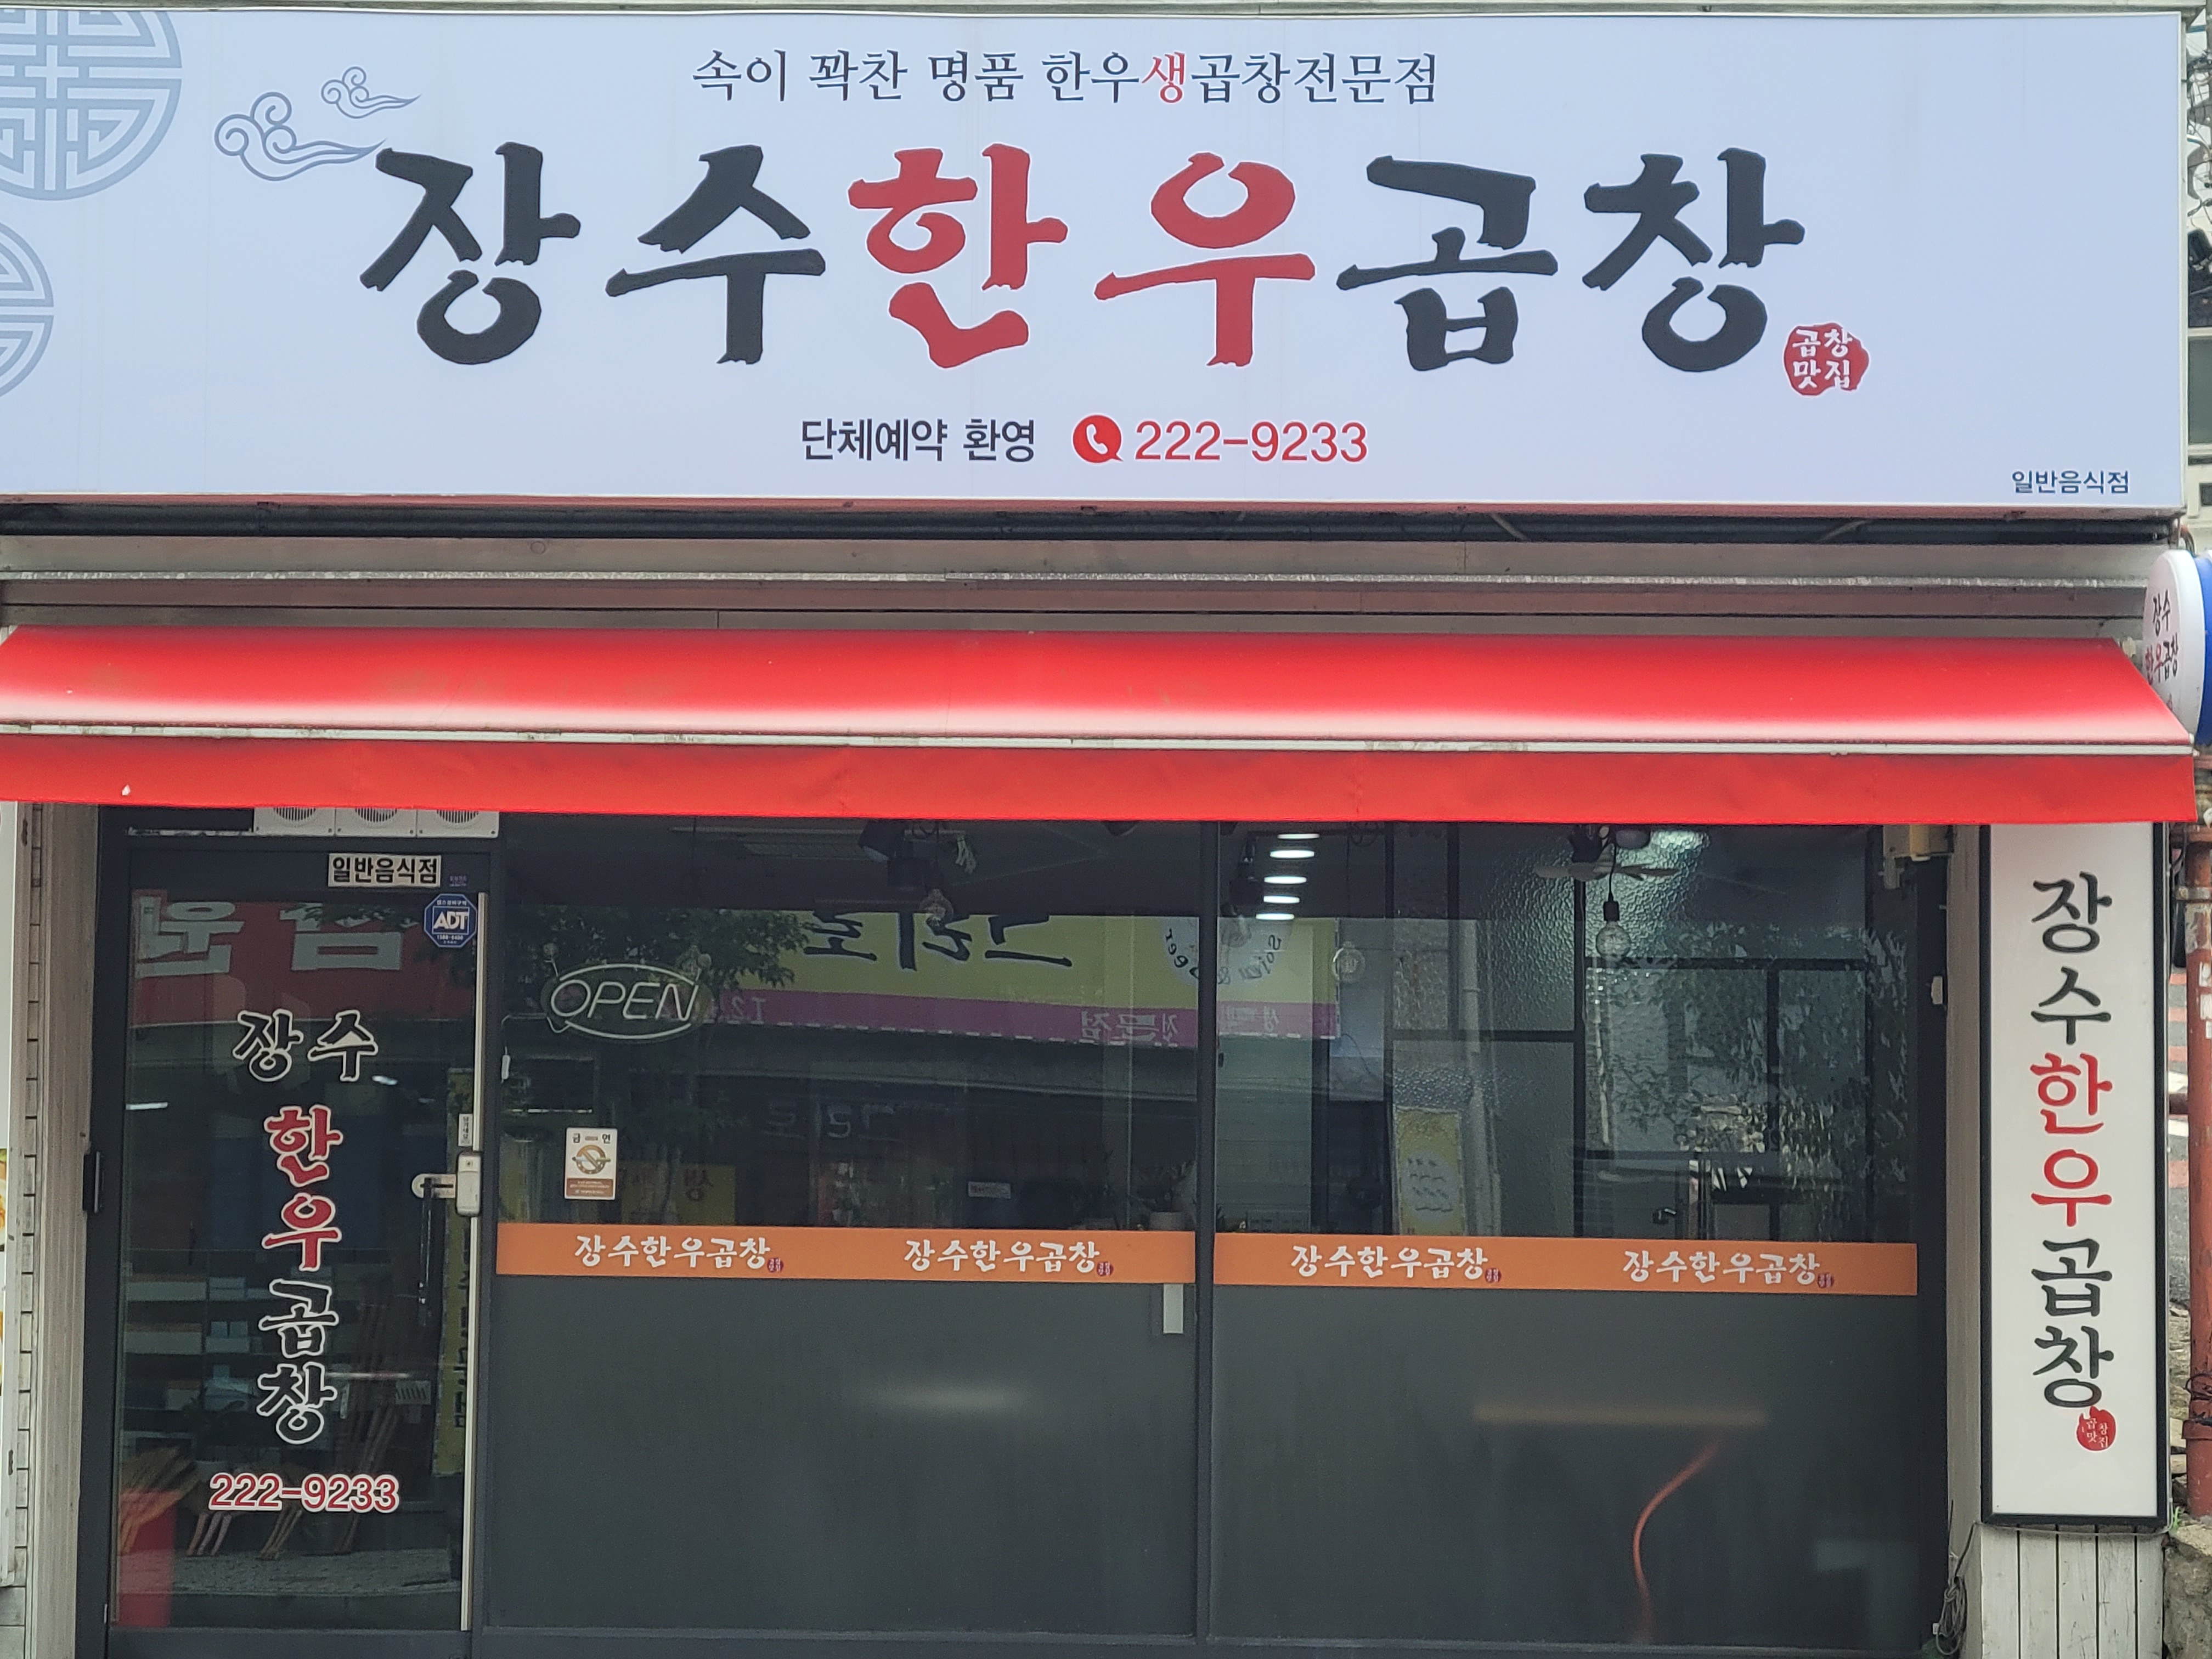 속이 꽉찬 명품 한우생곱창전문점
장수한우곱창
곱창
맛집
단체예약 환영 222-9233
일반음식점
장수
한우곱창
일반음식점
ADT
장수
한
우
곱
창
222-9233
OPEN
금 연
장수한우곱창 장수한우곱창 장수한우곱창 장수한우곱창
장
수
한
우
곱
창
곱창
맛집